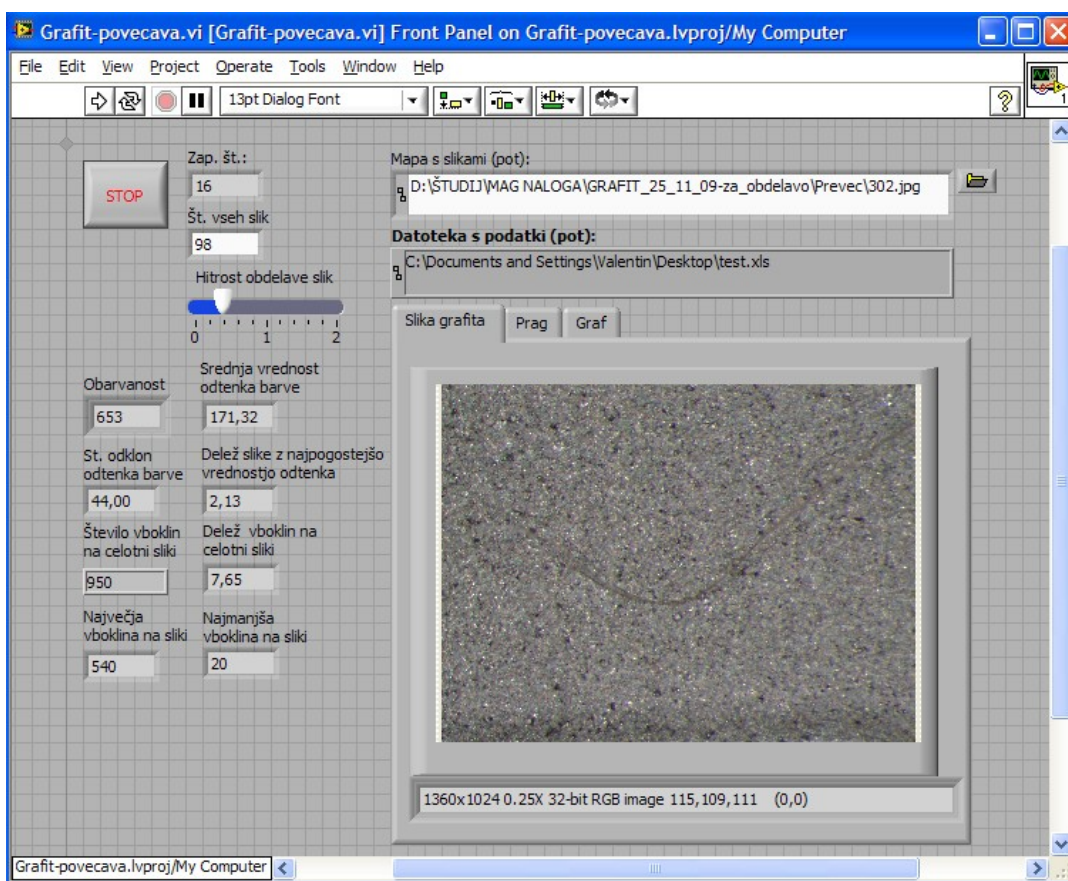 Grafit-povecava.vi [Grafit-povecava.vi] Front Panel on Grafit-povecava.lvproj/My Computer
File Edit View Project Operate Tools Window Help
13pt Dialog Font
?
1
STOP
Zap. št.:
16
Št. vseh slik
98
Hitrost obdelave slik
0 1 2
Mapa s slikami (pot):
D:\ŠTUDIJ\MAG NALOGA\GRAFIT_25_11_09-za_obdelavo\Prevec\302.jpg
Datoteka s podatki (pot):
C:\Documents and Settings\Valentin\Desktop\test.xls
Slika grafita Prag Graf
Obarvanost
653
Srednja vrednost
odtenka barve
171,32
St. odklon
odtenka barve
44,00
Delež slike z najpogostejšo
vrednostjo odtenka
2,13
Število vboklin
na celotni sliki
950
Delež vboklin na
celotni sliki
7,65
Največja
vboklina na sliki
540
Najmanjša
vboklina na sliki
20
1360x1024 0.25X 32-bit RGB image 115,109,111 (0,0)
Grafit-povecava.lvproj/My Computer